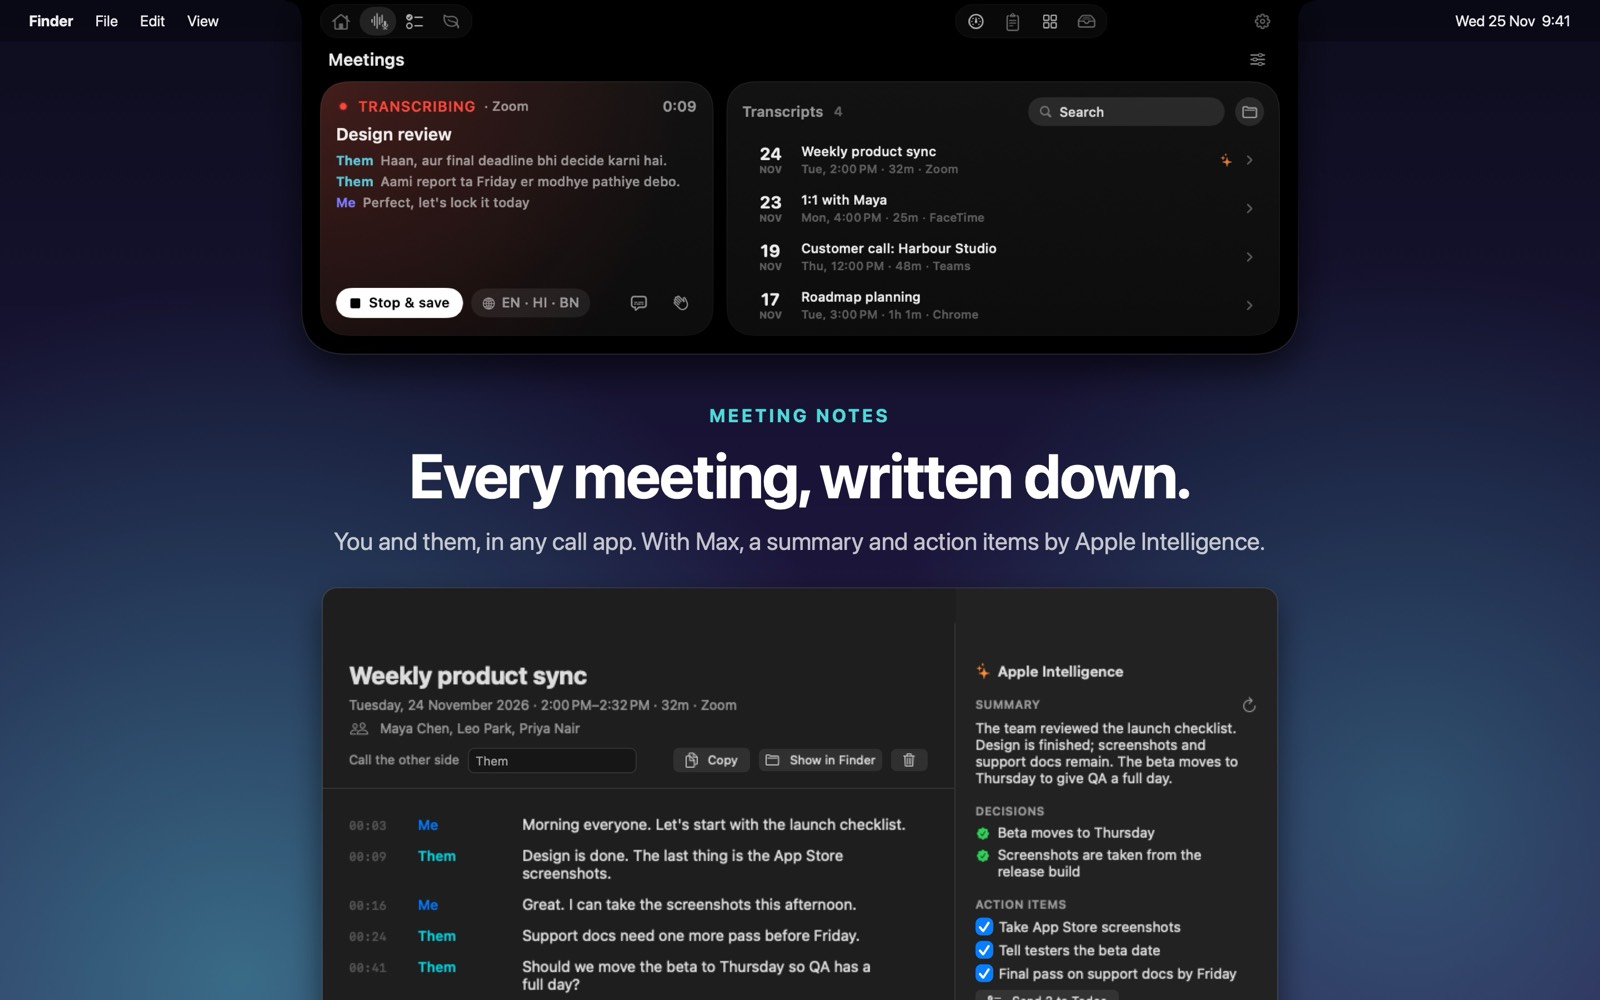 Finder File Edit View
Wed 25 Nov 9:41
Meetings
TRANSCRIBING · Zoom 0:09
Design review
Them Haan, aur final deadline bhi decide karni hai.
Them Aami report ta Friday er modhye pathiye debo.
Me Perfect, let's lock it today
Stop & save
EN · HI · BN
Transcripts 4
Search
24 NOV
Weekly product sync
Tue, 2:00 PM · 32m · Zoom
23 NOV
1:1 with Maya
Mon, 4:00 PM · 25m · FaceTime
19 NOV
Customer call: Harbour Studio
Thu, 12:00 PM · 48m · Teams
17 NOV
Roadmap planning
Tue, 3:00 PM · 1h 1m · Chrome
MEETING NOTES
Every meeting, written down.
You and them, in any call app. With Max, a summary and action items by Apple Intelligence.
Weekly product sync
Tuesday, 24 November 2026 · 2:00 PM–2:32 PM · 32m · Zoom
Maya Chen, Leo Park, Priya Nair
Call the other side Them
Copy
Show in Finder
00:03 Me Morning everyone. Let's start with the launch checklist.
00:09 Them Design is done. The last thing is the App Store
screenshots.
00:16 Me Great. I can take the screenshots this afternoon.
00:24 Them Support docs need one more pass before Friday.
00:41 Them Should we move the beta to Thursday so QA has a
full day?
Apple Intelligence
SUMMARY
The team reviewed the launch checklist.
Design is finished; screenshots and
support docs remain. The beta moves to
Thursday to give QA a full day.
DECISIONS
Beta moves to Thursday
Screenshots are taken from the
release build
ACTION ITEMS
Take App Store screenshots
Tell testers the beta date
Final pass on support docs by Friday